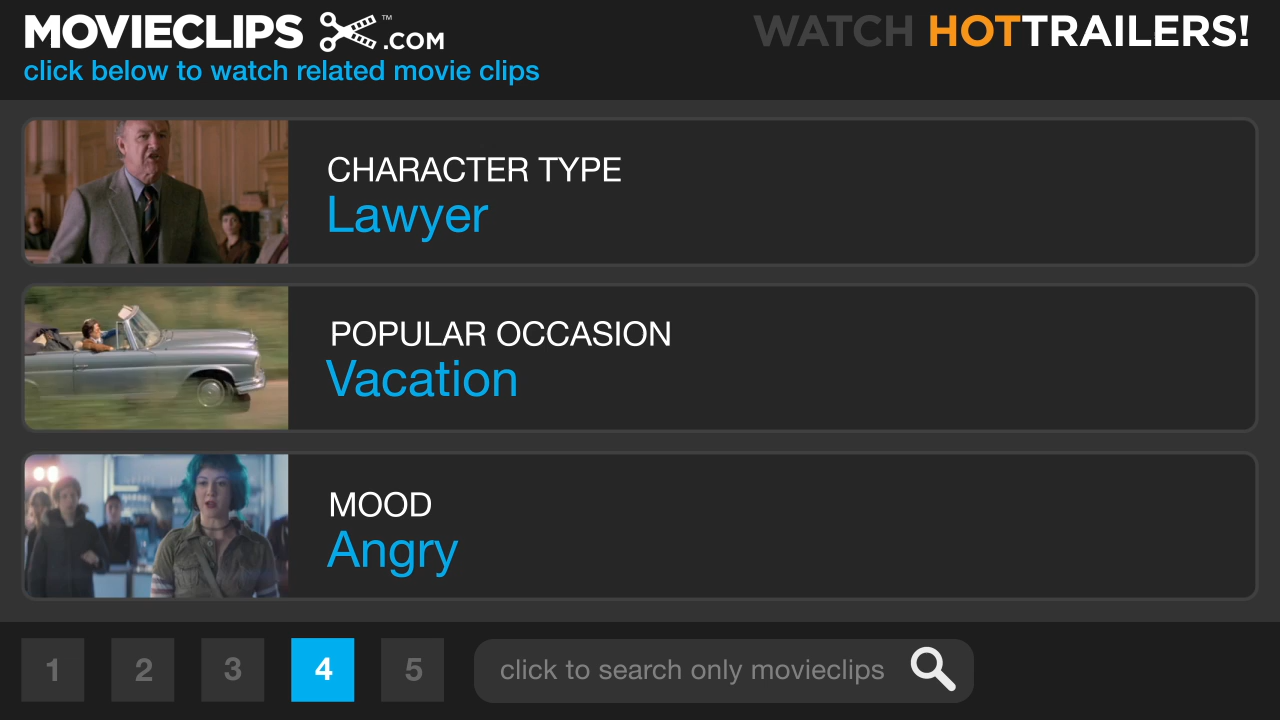 MOVIECLIPS ™ .COM
WATCH HOTTRAILERS!
click below to watch related movie clips
CHARACTER TYPE
Lawyer
POPULAR OCCASION
Vacation
MOOD
Angry
1 2 3 4 5 click to search only movieclips